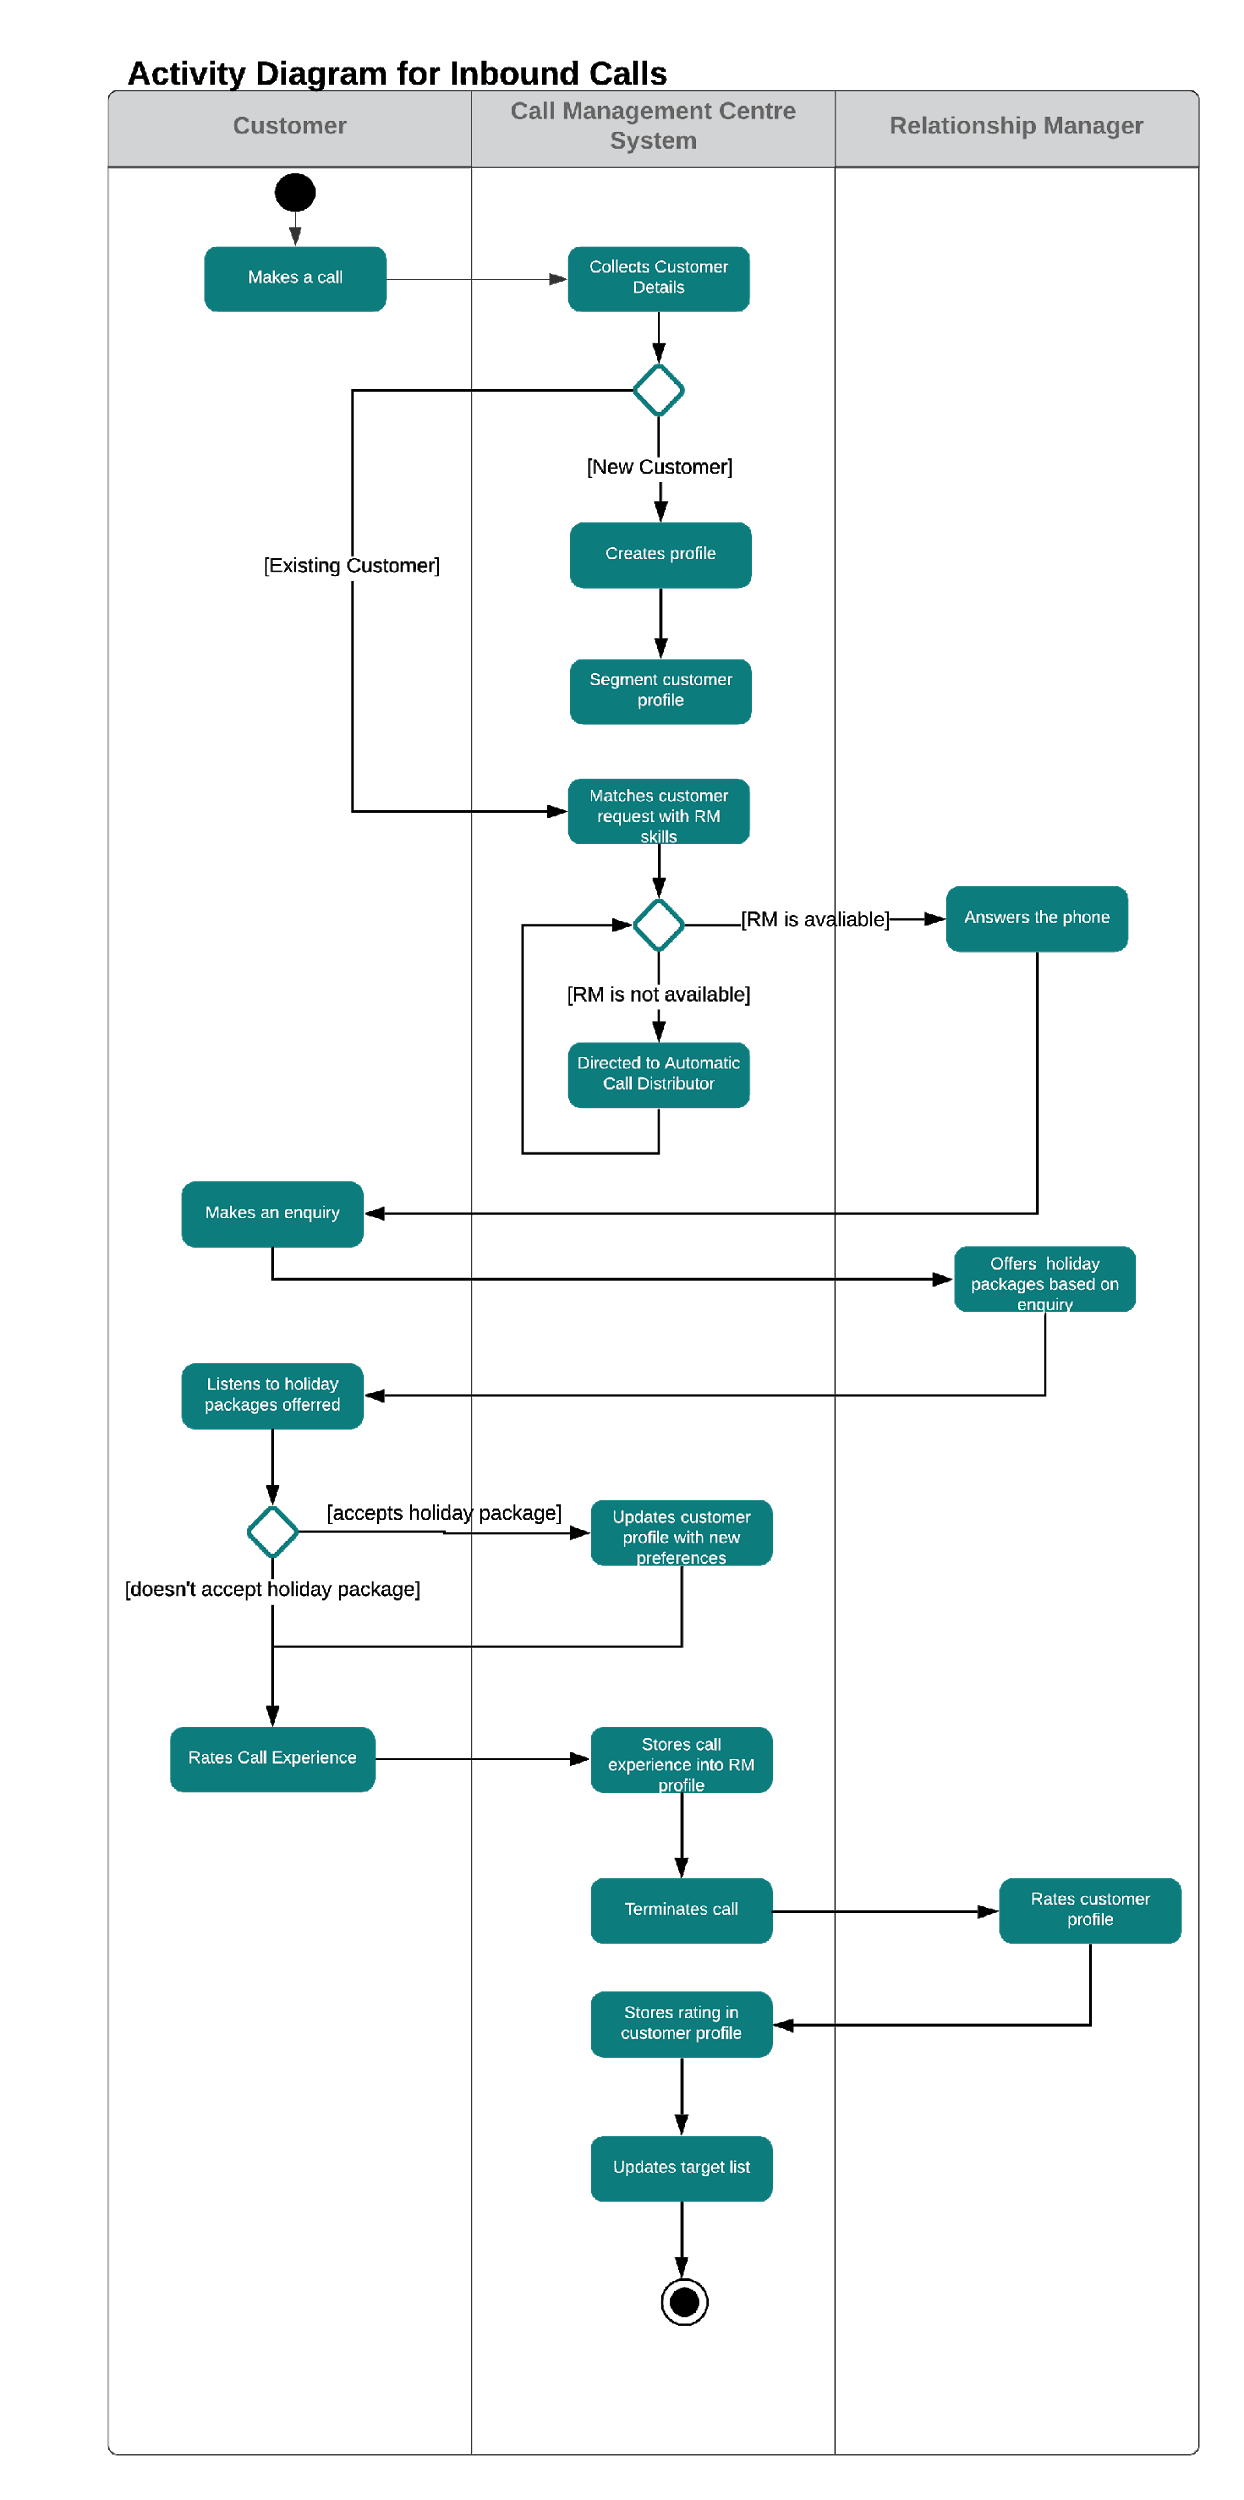 Activity Diagram for Inbound Calls
Customer
Call Management Centre
System
Relationship Manager
Makes a call
Collects Customer
Details
[New Customer]
Creates profile
[Existing Customer]
Segment customer
profile
Matches customer
request with RM
skills
[RM is avaliable]
Answers the phone
[RM is not available]
Directed to Automatic
Call Distributor
Makes an enquiry
Offers  holiday
packages based on
enquiry
Listens to holiday
packages offerred
[accepts holiday package]
Updates customer
profile with new
preferences
[doesn't accept holiday package]
Rates Call Experience
Stores call
experience into RM
profile
Terminates call
Rates customer
profile
Stores rating in
customer profile
Updates target list